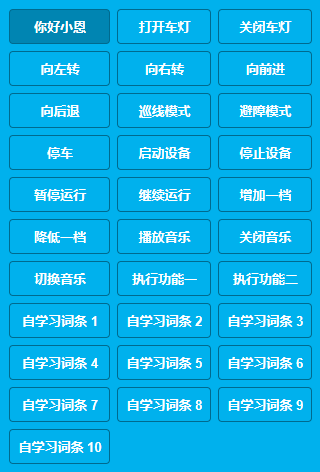 你好小恩 打开车灯 关闭车灯
向左转 向右转 向前进
向后退 巡线模式 避障模式
停车 启动设备 停止设备
暂停运行 继续运行 增加一档
降低一档 播放音乐 关闭音乐
切换音乐 执行功能一 执行功能二
自学习词条 1 自学习词条 2 自学习词条 3
自学习词条 4 自学习词条 5 自学习词条 6
自学习词条 7 自学习词条 8 自学习词条 9
自学习词条 10